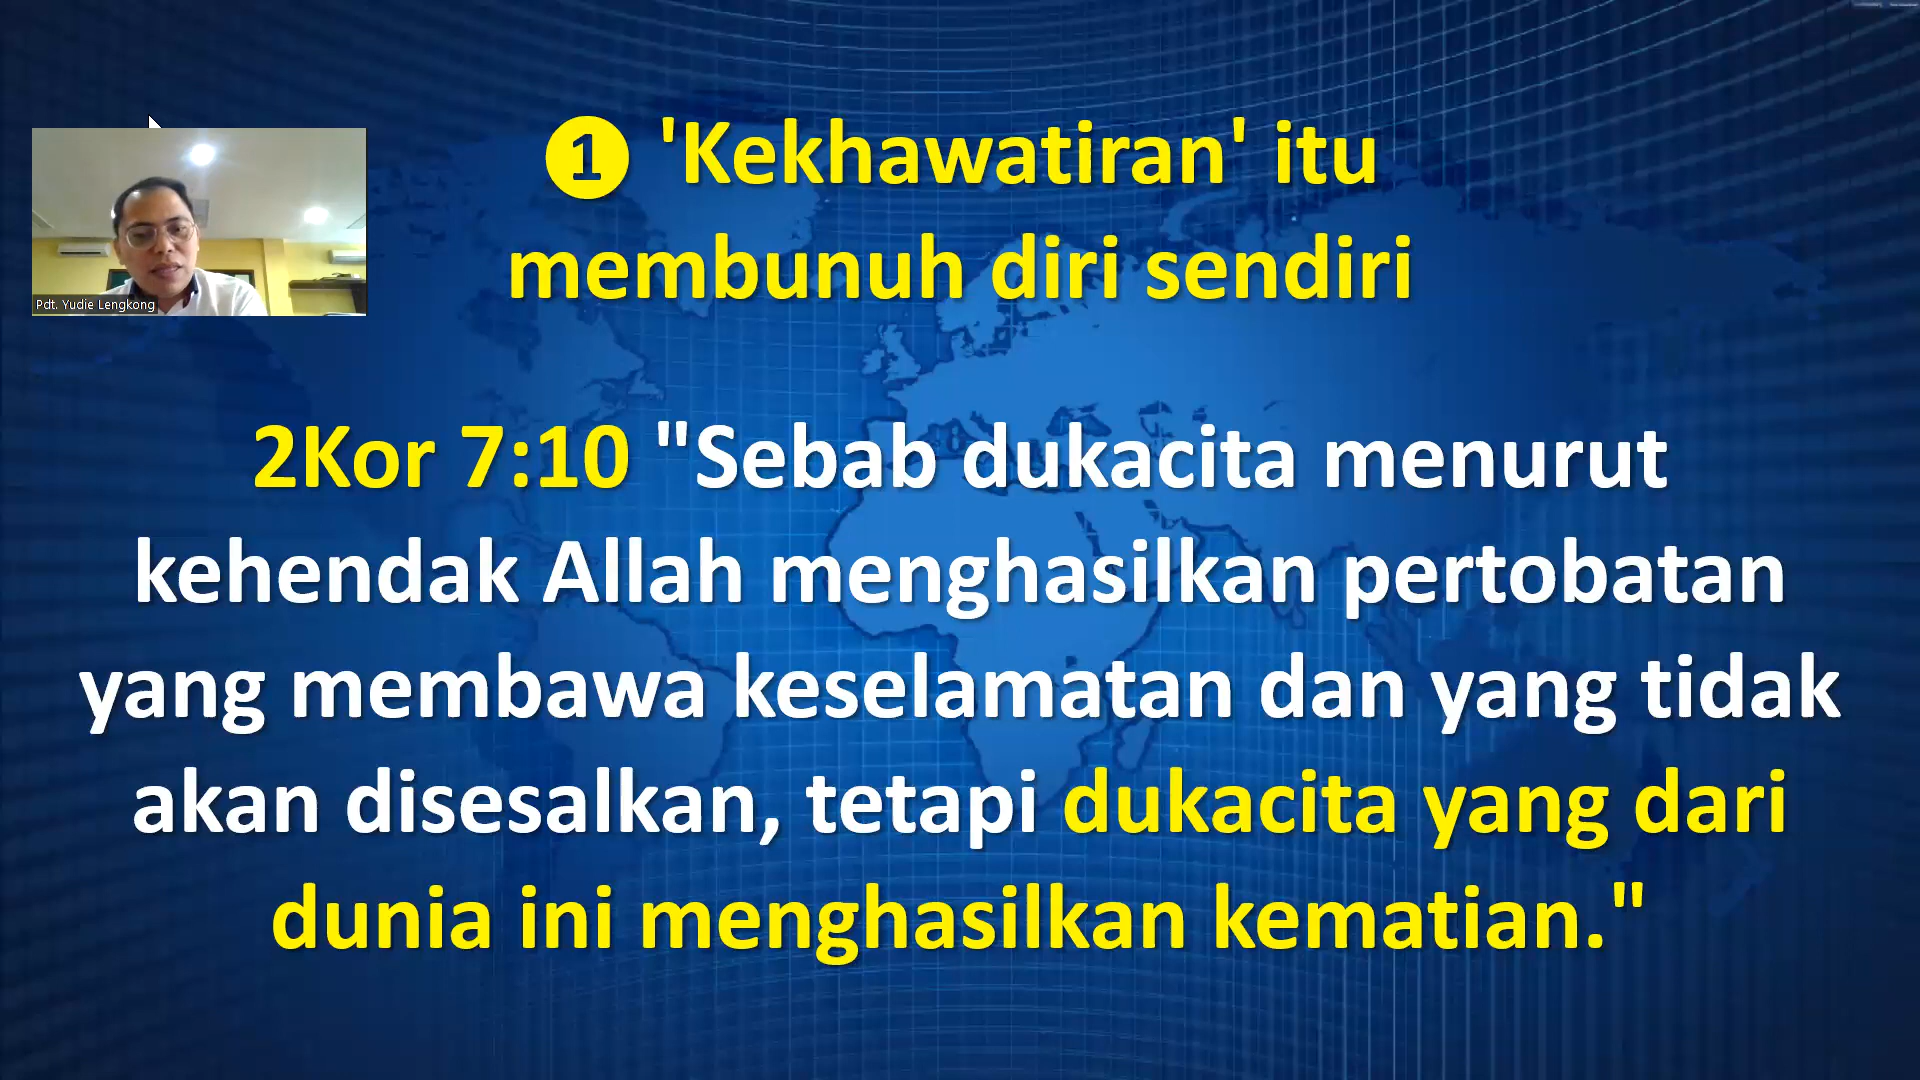 ❶ 'Kekhawatiran' itu
membunuh diri sendiri
Pdt. Yudie Lengkong
2Kor 7:10 "Sebab dukacita menurut
kehendak Allah menghasilkan pertobatan
yang membawa keselamatan dan yang tidak
akan disesalkan, tetapi dukacita yang dari
dunia ini menghasilkan kematian."